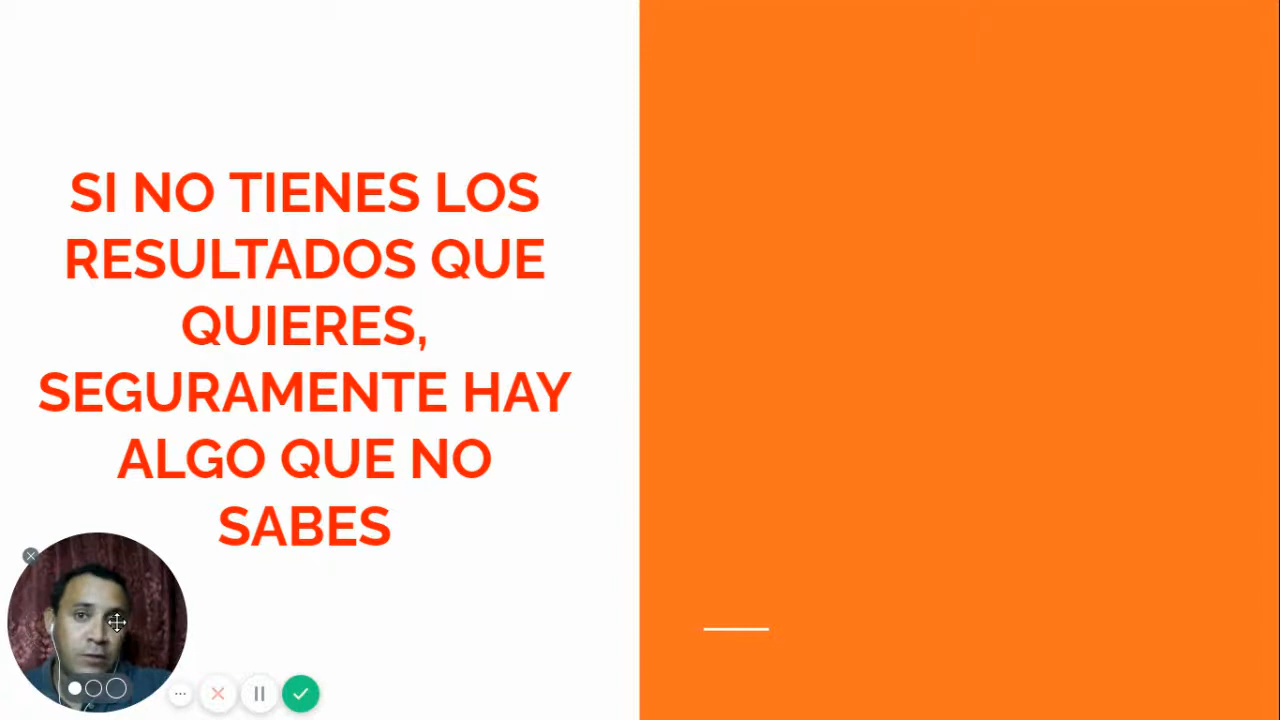 SI NO TIENES LOS
RESULTADOS QUE
QUIERES,
SEGURAMENTE HAY
ALGO QUE NO
SABES